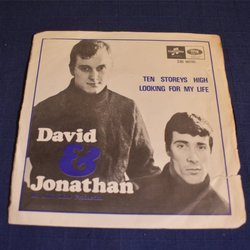 TEN STOREYS HIGH
LOOKING FOR MY LIFE
David
&
Jonathan